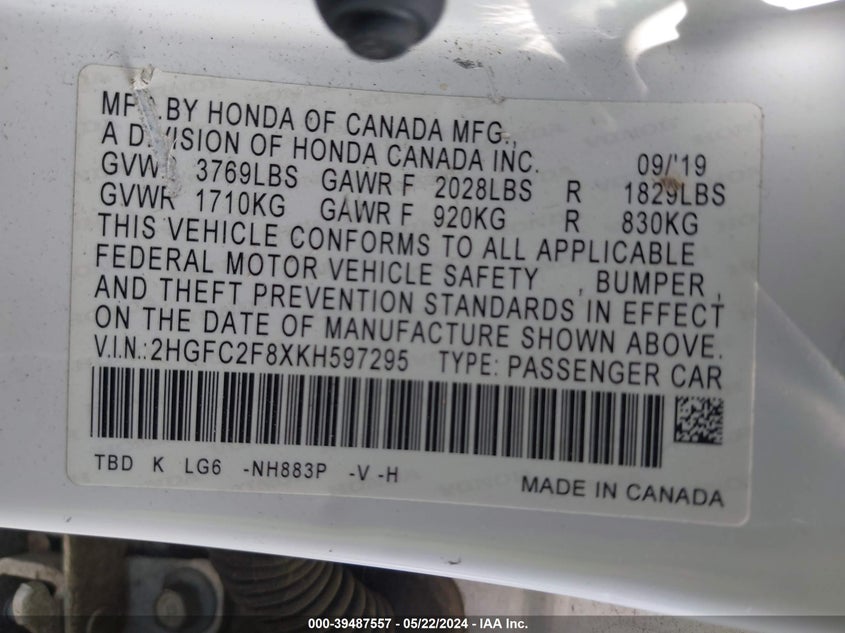 MFD. BY HONDA OF CANADA MFG.,
A DIVISION OF HONDA CANADA INC. 09/'19
GVWR 3769LBS GAWR F 2028LBS R 1829LBS
GVWR 1710KG GAWR F 920KG R 830KG
THIS VEHICLE CONFORMS TO ALL APPLICABLE
FEDERAL MOTOR VEHICLE SAFETY , BUMPER ,
AND THEFT PREVENTION STANDARDS IN EFFECT
ON THE DATE OF MANUFACTURE SHOWN ABOVE.
V.I.N.: 2HGFC2F8XKH597295 TYPE: PASSENGER CAR
TBD K LG6 -NH883P -V -H
MADE IN CANADA
000-39487557 - 05/22/2024 - IAA Inc.